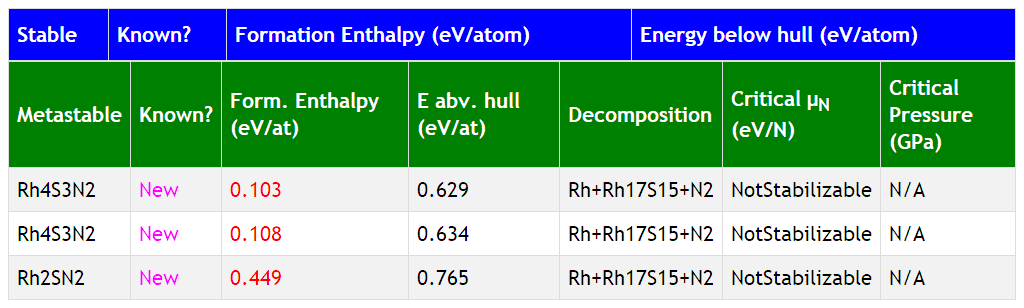 Stable Known? Formation Enthalpy (eV/atom) Energy below hull (eV/atom)
Metastable Known? Form. Enthalpy (eV/at) E abv. hull (eV/at) Decomposition Critical μN (eV/N) Critical Pressure (GPa)
Rh4S3N2 New 0.103 0.629 Rh+Rh17S15+N2 NotStabilizable N/A
Rh4S3N2 New 0.108 0.634 Rh+Rh17S15+N2 NotStabilizable N/A
Rh2SN2 New 0.449 0.765 Rh+Rh17S15+N2 NotStabilizable N/A